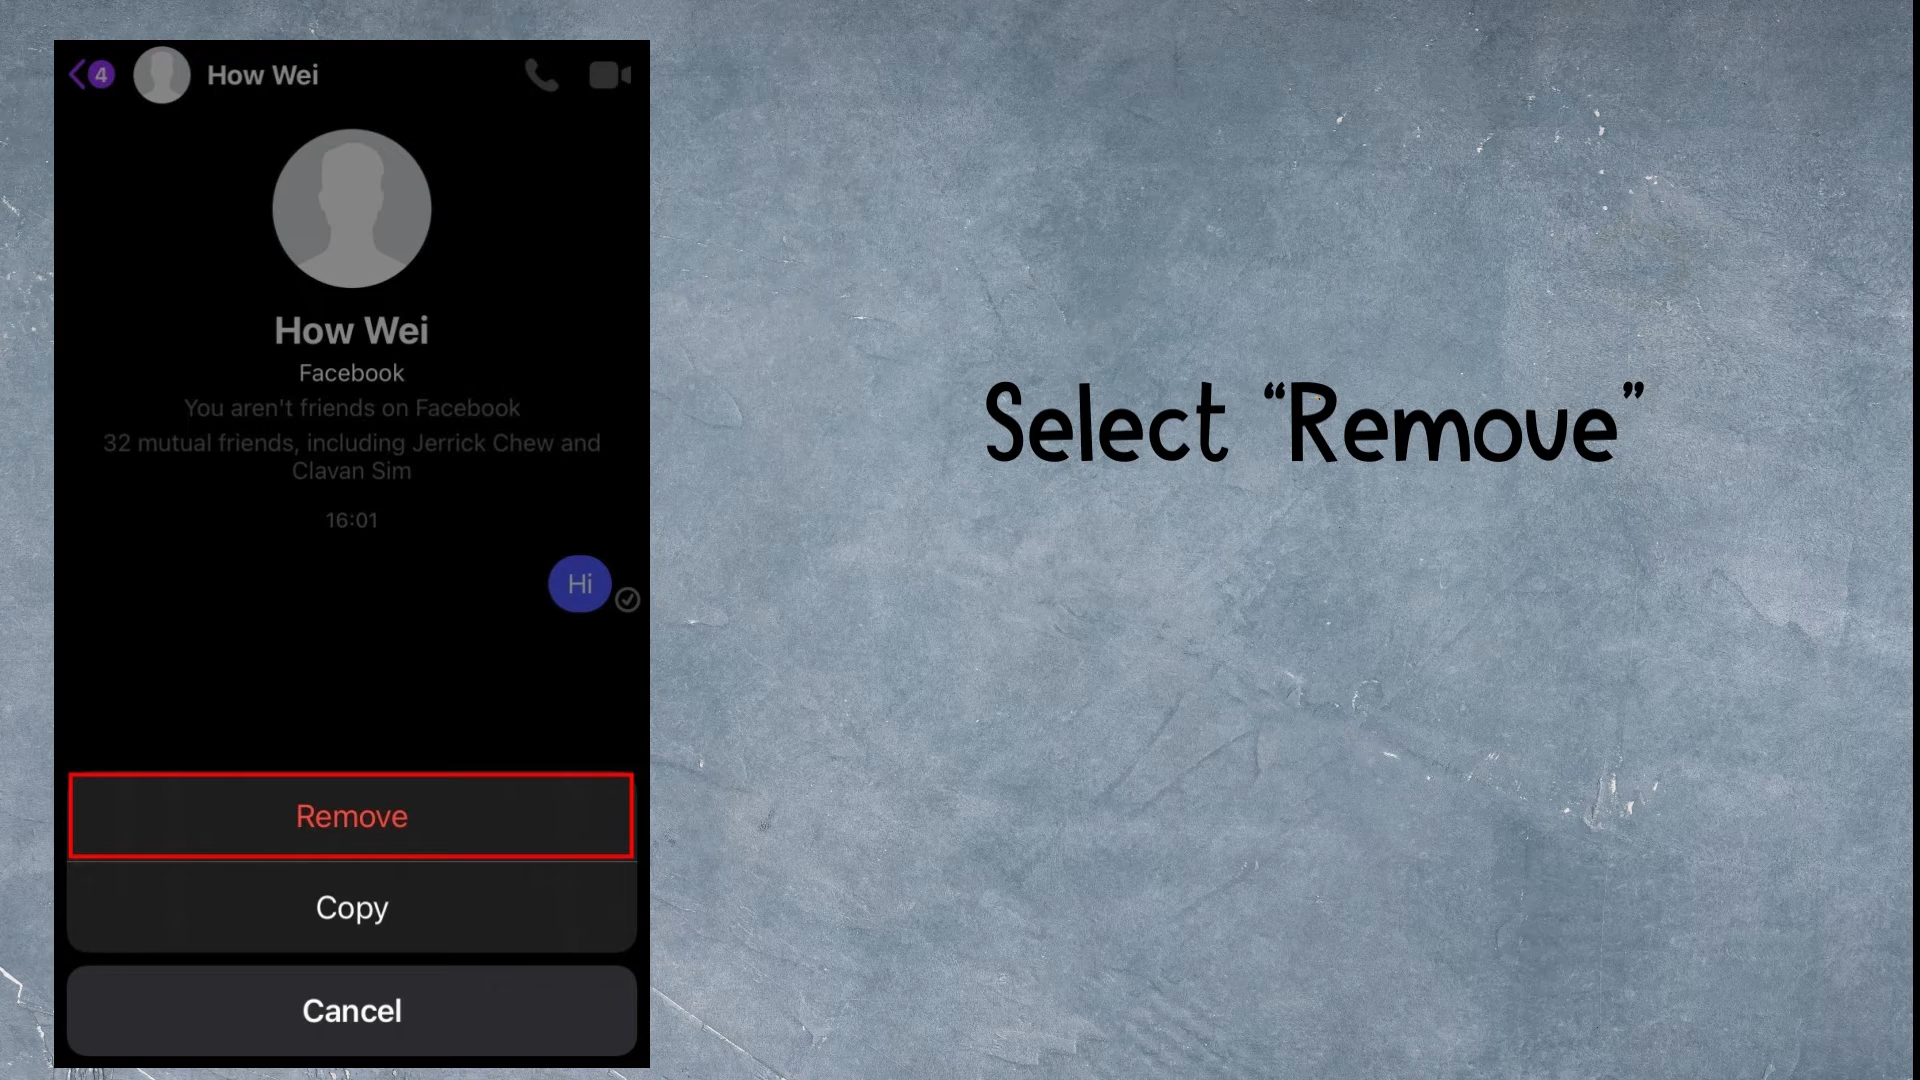 4
How Wei
How Wei
Facebook
You aren't friends on Facebook
32 mutual friends, including Jerrick Chew and
Clavan Sim
16:01
Hi
Remove
Copy
Cancel
Select “Remove”